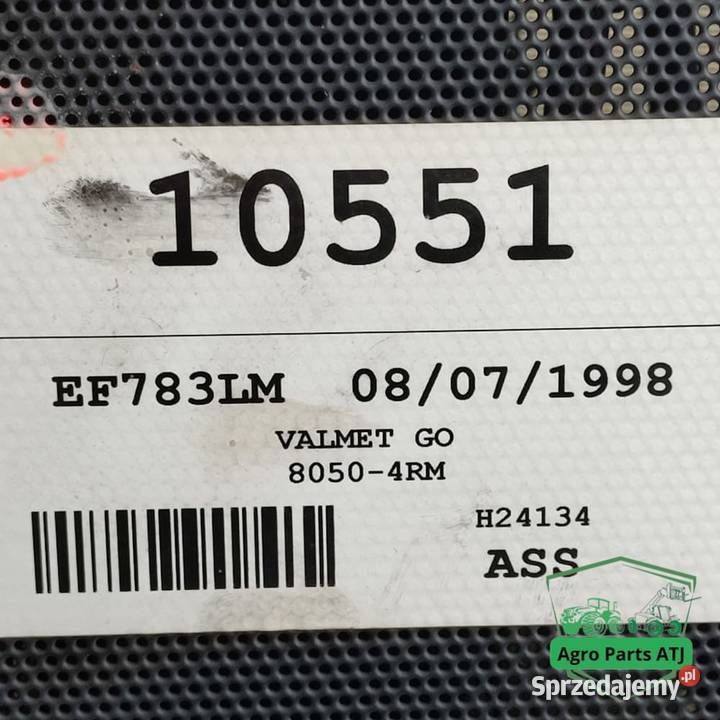 10551
EF783LM 08/07/1998
VALMET GO
8050-4RM
H24134
ASS
Agro Parts ATJ
Sprzedajemy.pl